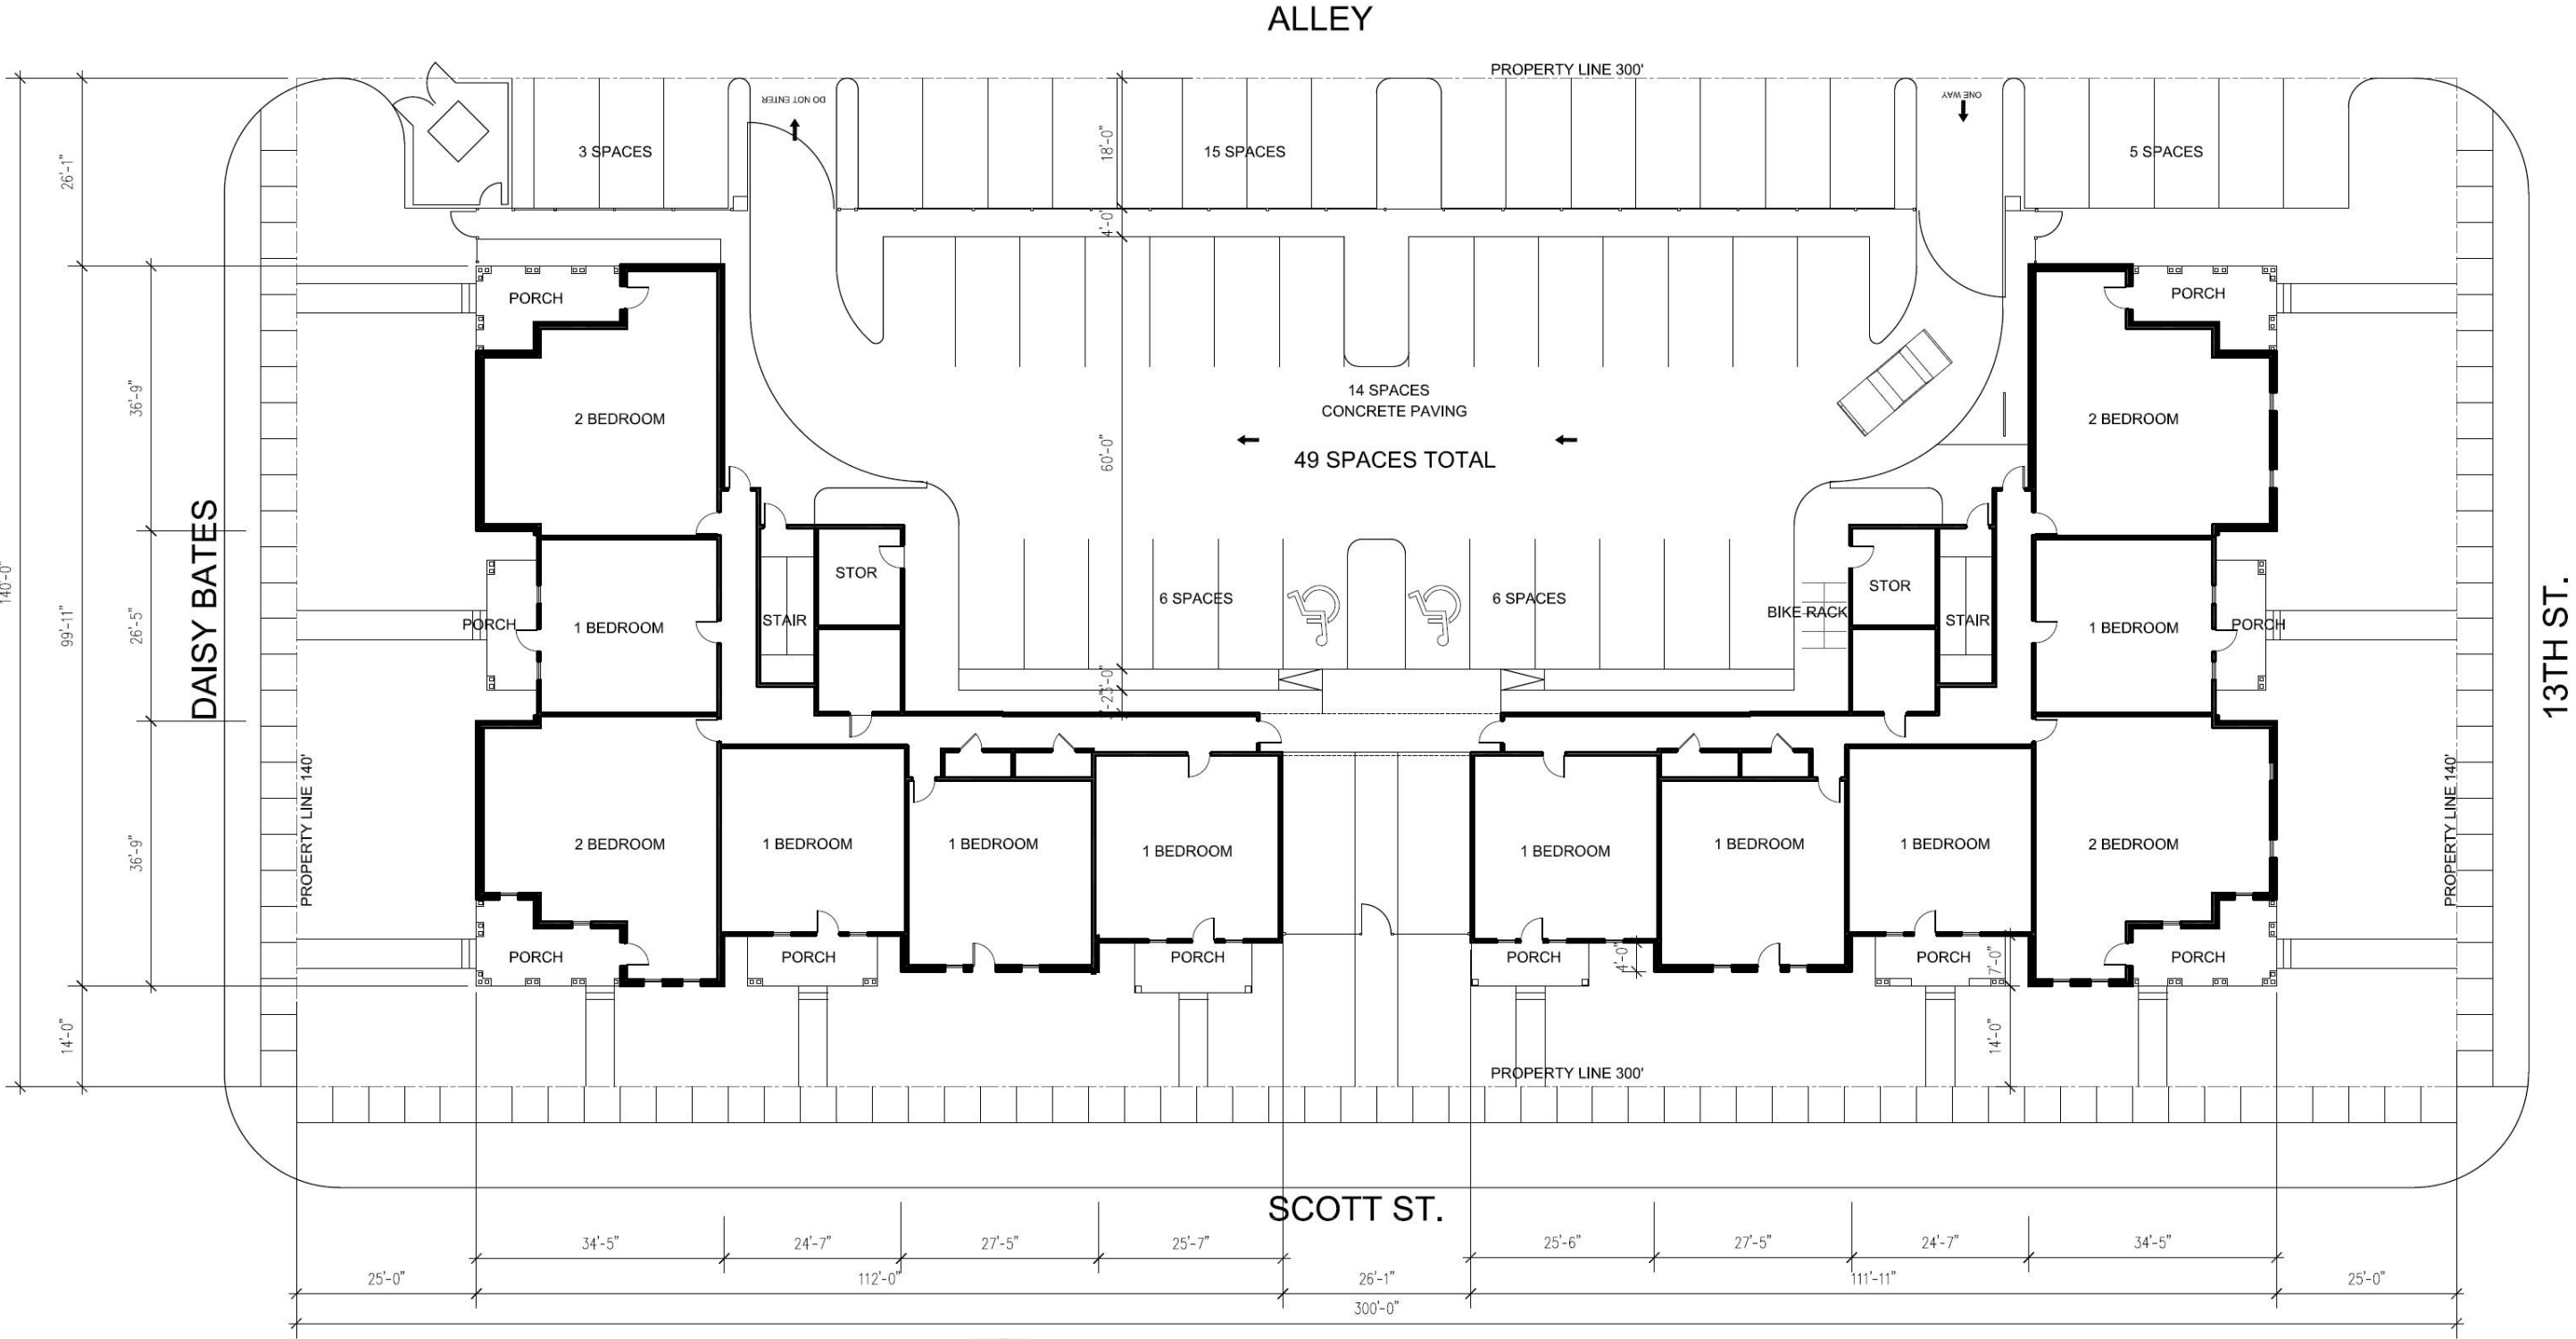 ALLEY
PROPERTY LINE 300'
DO NOT ENTER
ONE WAY
3 SPACES
15 SPACES
5 SPACES
18'-0"
26'-1"
4'-0"
PORCH
PORCH
14 SPACES
CONCRETE PAVING
49 SPACES TOTAL
36'-9"
2 BEDROOM
2 BEDROOM
60'-0"
DAISY BATES
140'-0"
99'-11"
26'-5"
STOR
STOR
6 SPACES
6 SPACES
BIKE RACK
STAIR
STAIR
PORCH
1 BEDROOM
1 BEDROOM
PORCH
13TH ST.
PROPERTY LINE 140'
PROPERTY LINE 140'
36'-9"
2 BEDROOM
1 BEDROOM
1 BEDROOM
1 BEDROOM
1 BEDROOM
1 BEDROOM
1 BEDROOM
2 BEDROOM
PORCH
PORCH
PORCH
PORCH
4'-0"
PORCH
7'-0"
PORCH
14'-0"
14'-0"
PROPERTY LINE 300'
SCOTT ST.
34'-5"
24'-7"
27'-5"
25'-7"
25'-6"
27'-5"
24'-7"
34'-5"
25'-0"
112'-0"
26'-1"
111'-11"
25'-0"
300'-0"